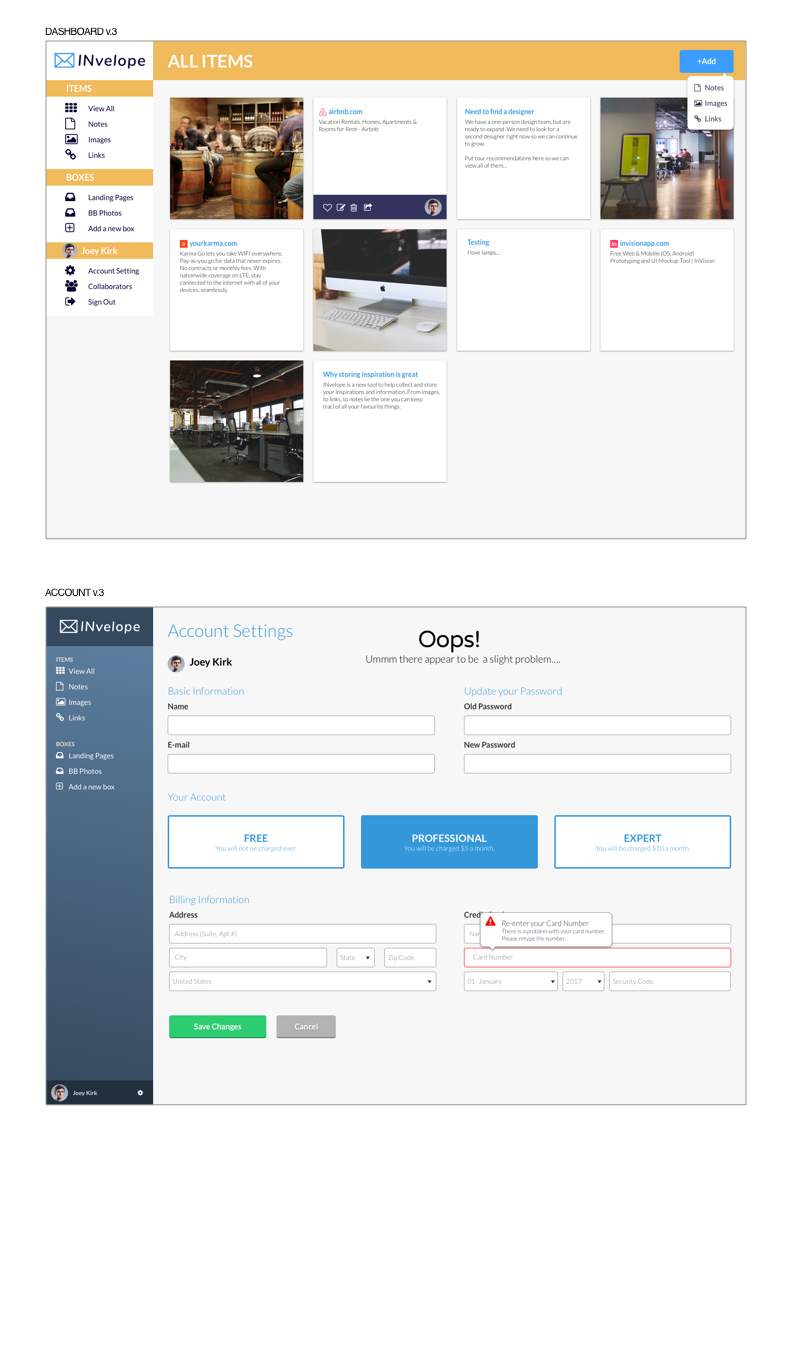 DASHBOARD v.3
INvelope
ALL ITEMS
+Add
Notes
Images
Links
ITEMS
View All
Notes
Images
Links
BOXES
Landing Pages
BB Photos
Add a new box
Joey Kirk
Account Setting
Collaborators
Sign Out
airbnb.com
Vacation Rentals, Homes, Apartments &
Rooms for Rent - Airbnb
Need to find a designer
We have a one-person design team, but are
ready to expand. We need to look for a
second designer right now so we can continue
to grow.
Put tour recommendations here so we can
view all of them...
yourkarma.com
Karma Go lets you take WIFI everywhere.
Pay-as-you go for data that never expires.
No contracts or monthly fees. With
nationwide coverage on LTE, stay
connected to the internet with all of your
devices, seamlessly.
Testing
I love lamps...
in invisionapp.com
Free Web & Mobilie (OS, Android)
Prototyping and UI Mockup Tool | InVision
Why storing inspiration is great
INvelope is a new tool to help collect and store
your inspirations and information. From images,
to links, to notes lie the one you can keep
tracl of all your favourite things.
ACCOUNT v.3
INvelope
ITEMS
View All
Notes
Images
Links
BOXES
Landing Pages
BB Photos
Add a new box
Joey Kirk
Account Settings
Oops!
Ummm there appear to be a slight problem....
Joey Kirk
Basic Information
Update your Password
Name
Old Password
E-mail
New Password
Your Account
FREE
You will not ne charged ever.
PROFESSIONAL
You will be charged $5 a month.
EXPERT
You will be charged $10 a month.
Billing Information
Address
Re-enter your Card Number
There is a problem with your card number.
Please retype the number.
Address (Suite, Apt #)
City
State
Zip Code
Card Number
United States
01- January
2017
Security Code
Save Changes
Cancel